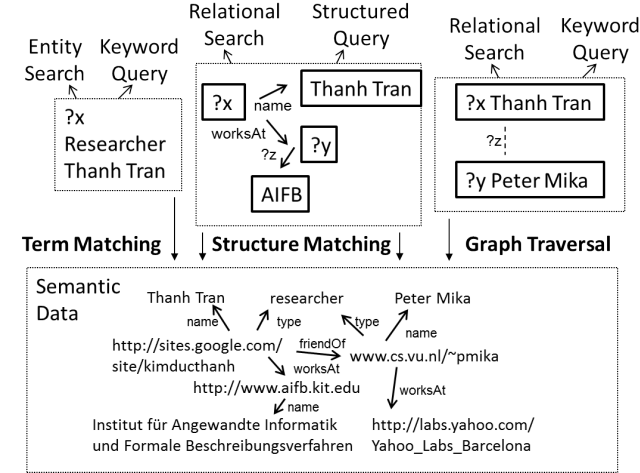 Entity Search
Keyword Query
Relational Search
Structured Query
Relational Search
Keyword Query
?x
Researcher
Thanh Tran
?x
name
Thanh Tran
worksAt
?y
?z
AIFB
?x Thanh Tran
?z
?y Peter Mika
Term Matching
Structure Matching
Graph Traversal
Semantic
Data
Thanh Tran
researcher
Peter Mika
name
type
type
name
http://sites.google.com/
site/kimducthanh
friendOf
www.cs.vu.nl/~pmika
worksAt
http://www.aifb.kit.edu
worksAt
name
Institut für Angewandte Informatik
und Formale Beschreibungsverfahren
http://labs.yahoo.com/
Yahoo_Labs_Barcelona